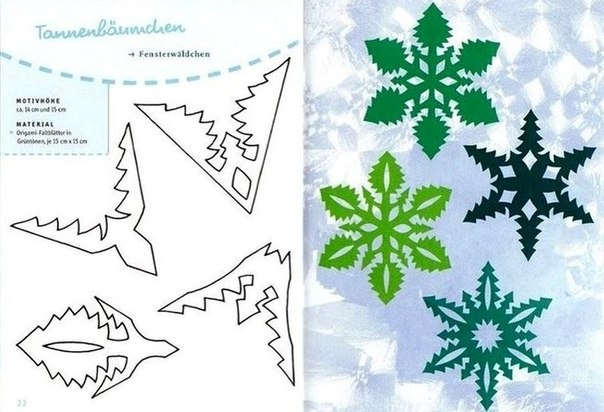 Tannenbäumchen
→ Fensterwäldchen
MOTIVHÖHE
ca. 14 cm und 15 cm
MATERIAL
Origami-Faltblätter in
Grüntönen, je 15 cm x 15 cm
22